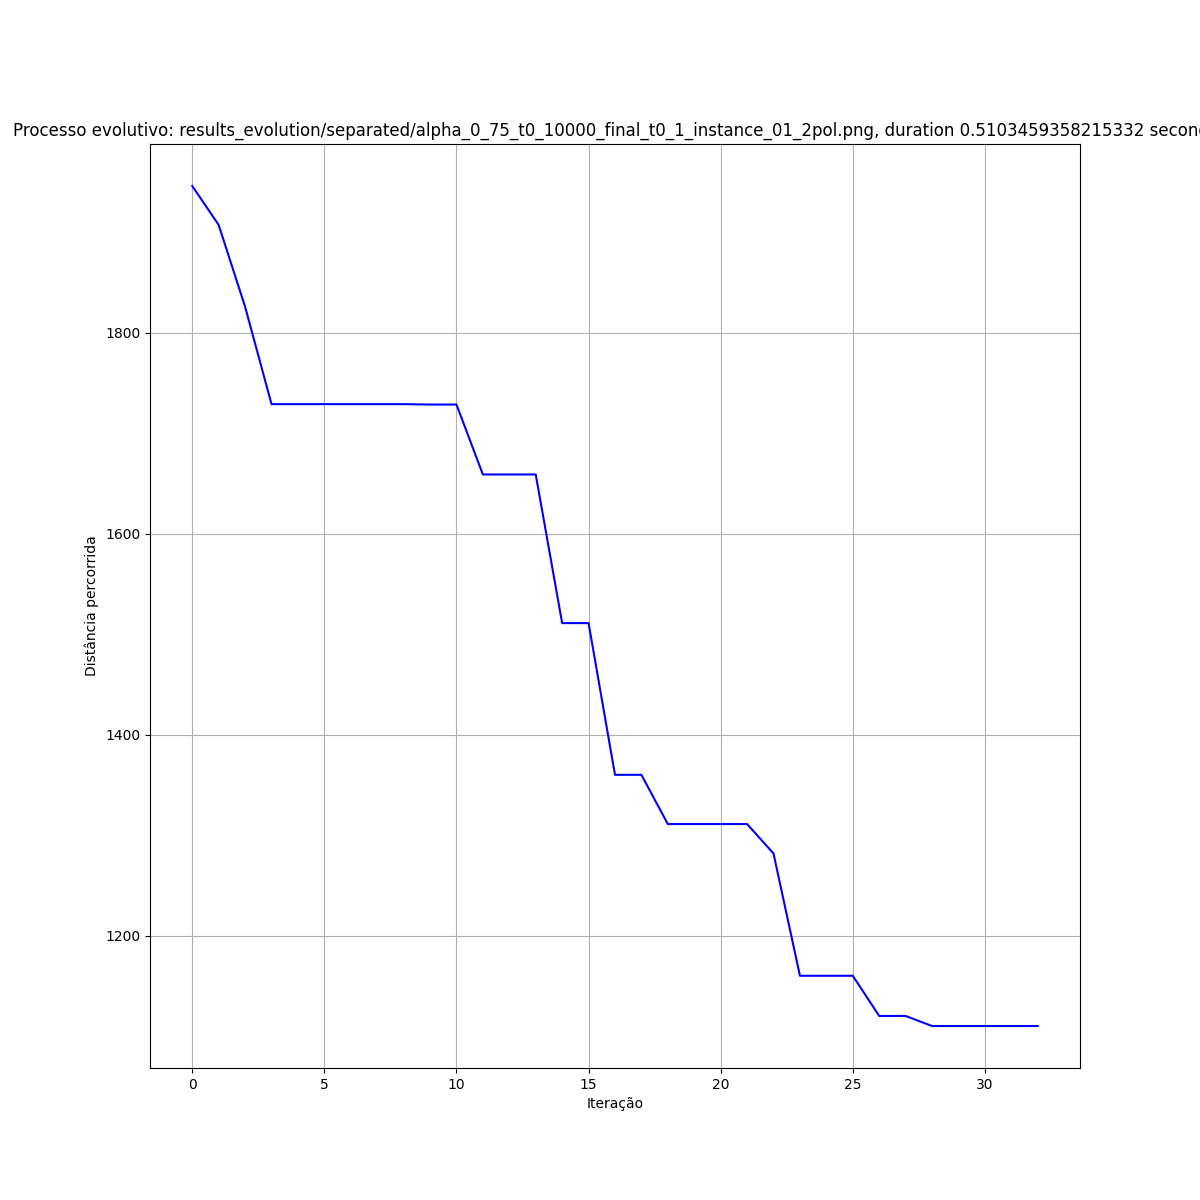 Processo evolutivo: results_evolution/separated/alpha_0_75_t0_10000_final_t0_1_instance_01_2pol.png, duration 0.5103459358215332
1800
1600
1400
1200
Distância percorrida
0 5 10 15 20 25 30
Iteração